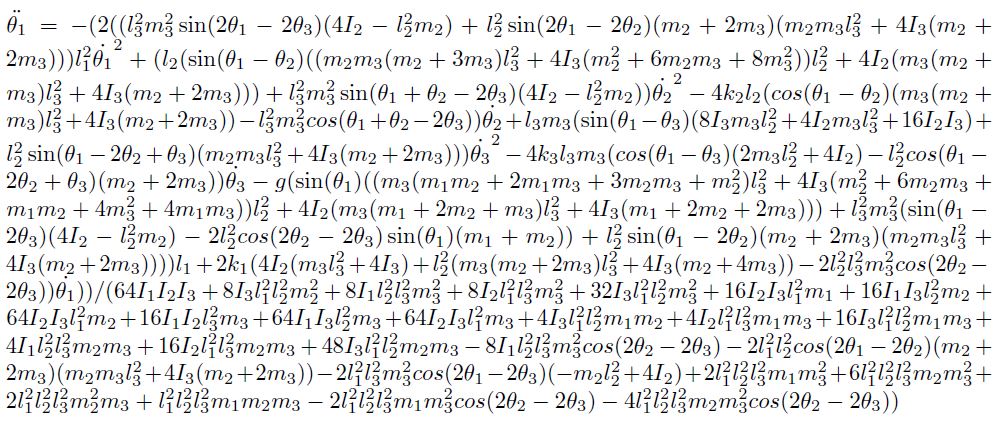 θ̈₁ = −(2((l₃²m₃² sin(2θ₁ − 2θ₃)(4I₂ − l₂²m₂) + l₂² sin(2θ₁ − 2θ₂)(m₂ + 2m₃)(m₂m₃l₃² + 4I₃(m₂ +
2m₃)))l₁²θ̇₁² + (l₂(sin(θ₁ − θ₂)((m₂m₃(m₂ + 3m₃)l₃² + 4I₃(m₂² + 6m₂m₃ + 8m₃²))l₂² + 4I₂(m₃(m₂ +
m₃)l₃² + 4I₃(m₂ + 2m₃))) + l₃²m₃² sin(θ₁ + θ₂ − 2θ₃)(4I₂ − l₂²m₂))θ̇₂² − 4k₂l₂(cos(θ₁ − θ₂)(m₃(m₂ +
m₃)l₃² + 4I₃(m₂ + 2m₃)) − l₃²m₃²cos(θ₁ + θ₂ − 2θ₃))θ̇₂ + l₃m₃(sin(θ₁ − θ₃)(8I₃m₃l₂² + 4I₂m₃l₃² + 16I₂I₃) +
l₂² sin(θ₁ − 2θ₂ + θ₃)(m₂m₃l₃² + 4I₃(m₂ + 2m₃)))θ̇₃² − 4k₃l₃m₃(cos(θ₁ − θ₃)(2m₃l₂² + 4I₂) − l₂²cos(θ₁ −
2θ₂ + θ₃)(m₂ + 2m₃))θ̇₃ − g(sin(θ₁)((m₃(m₁m₂ + 2m₁m₃ + 3m₂m₃ + m₂²)l₃² + 4I₃(m₂² + 6m₂m₃ +
m₁m₂ + 4m₃² + 4m₁m₃))l₂² + 4I₂(m₃(m₁ + 2m₂ + m₃)l₃² + 4I₃(m₁ + 2m₂ + 2m₃))) + l₃²m₃²(sin(θ₁ −
2θ₃)(4I₂ − l₂²m₂) − 2l₂²cos(2θ₂ − 2θ₃) sin(θ₁)(m₁ + m₂)) + l₂² sin(θ₁ − 2θ₂)(m₂ + 2m₃)(m₂m₃l₃² +
4I₃(m₂ + 2m₃))))l₁ + 2k₁(4I₂(m₃l₃² + 4I₃) + l₂²(m₃(m₂ + 2m₃)l₃² + 4I₃(m₂ + 4m₃)) − 2l₂²l₃²m₃²cos(2θ₂ −
2θ₃))θ̇₁))/(64I₁I₂I₃ + 8I₃l₁²l₂²m₂² + 8I₁l₂²l₃²m₃² + 8I₂l₁²l₃²m₃² + 32I₃l₁²l₂²m₃² + 16I₂I₃l₁²m₁ + 16I₁I₃l₂²m₂ +
64I₂I₃l₁²m₂ + 16I₁I₂l₃²m₃ + 64I₁I₃l₂²m₃ + 64I₂I₃l₁²m₃ + 4I₃l₁²l₂²m₁m₂ + 4I₂l₁²l₃²m₁m₃ + 16I₃l₁²l₂²m₁m₃ +
4I₁l₂²l₃²m₂m₃ + 16I₂l₁²l₃²m₂m₃ + 48I₃l₁²l₂²m₂m₃ − 8I₁l₂²l₃²m₃²cos(2θ₂ − 2θ₃) − 2l₁²l₂²cos(2θ₁ − 2θ₂)(m₂ +
2m₃)(m₂m₃l₃² + 4I₃(m₂ + 2m₃)) − 2l₁²l₃²m₃²cos(2θ₁ − 2θ₃)(−m₂l₂² + 4I₂) + 2l₁²l₂²l₃²m₁m₃² + 6l₁²l₂²l₃²m₂m₃² +
2l₁²l₂²l₃²m₂²m₃ + l₁²l₂²l₃²m₁m₂m₃ − 2l₁²l₂²l₃²m₁m₃²cos(2θ₂ − 2θ₃) − 4l₁²l₂²l₃²m₂m₃²cos(2θ₂ − 2θ₃))